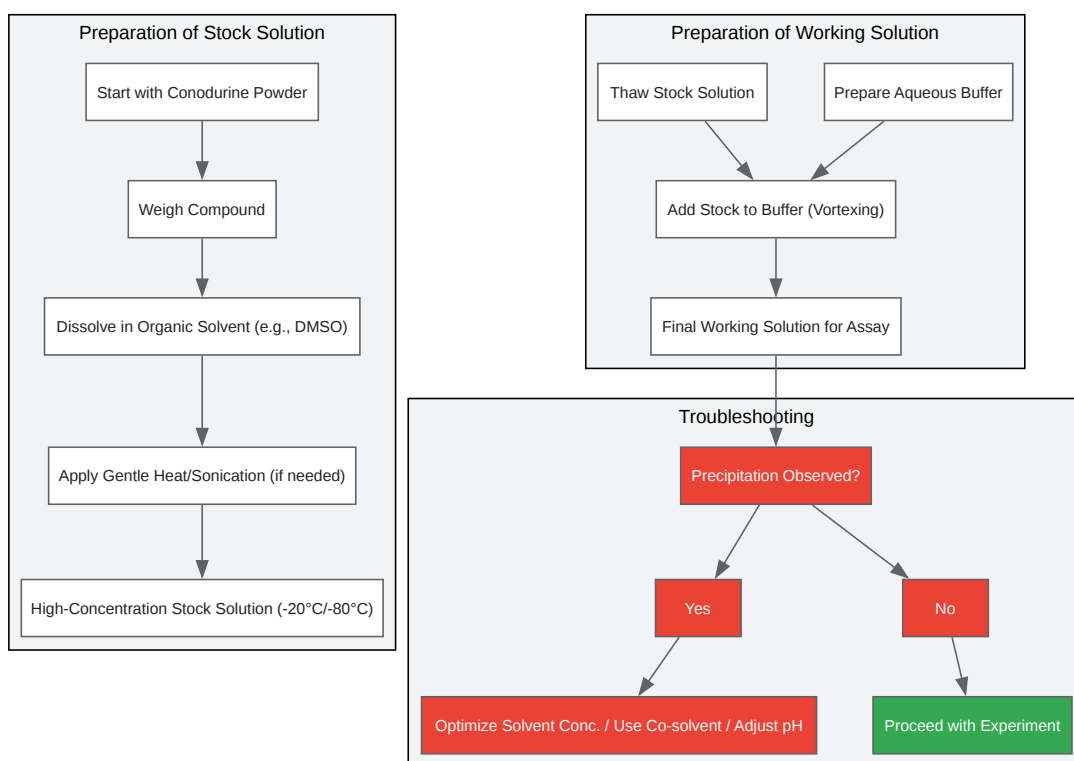 Preparation of Stock Solution
Start with Conodurine Powder
Weigh Compound
Dissolve in Organic Solvent (e.g., DMSO)
Apply Gentle Heat/Sonication (if needed)
High-Concentration Stock Solution (-20°C/-80°C)
Preparation of Working Solution
Thaw Stock Solution
Prepare Aqueous Buffer
Add Stock to Buffer (Vortexing)
Final Working Solution for Assay
Troubleshooting
Precipitation Observed?
Yes
No
Optimize Solvent Conc. / Use Co-solvent / Adjust pH
Proceed with Experiment